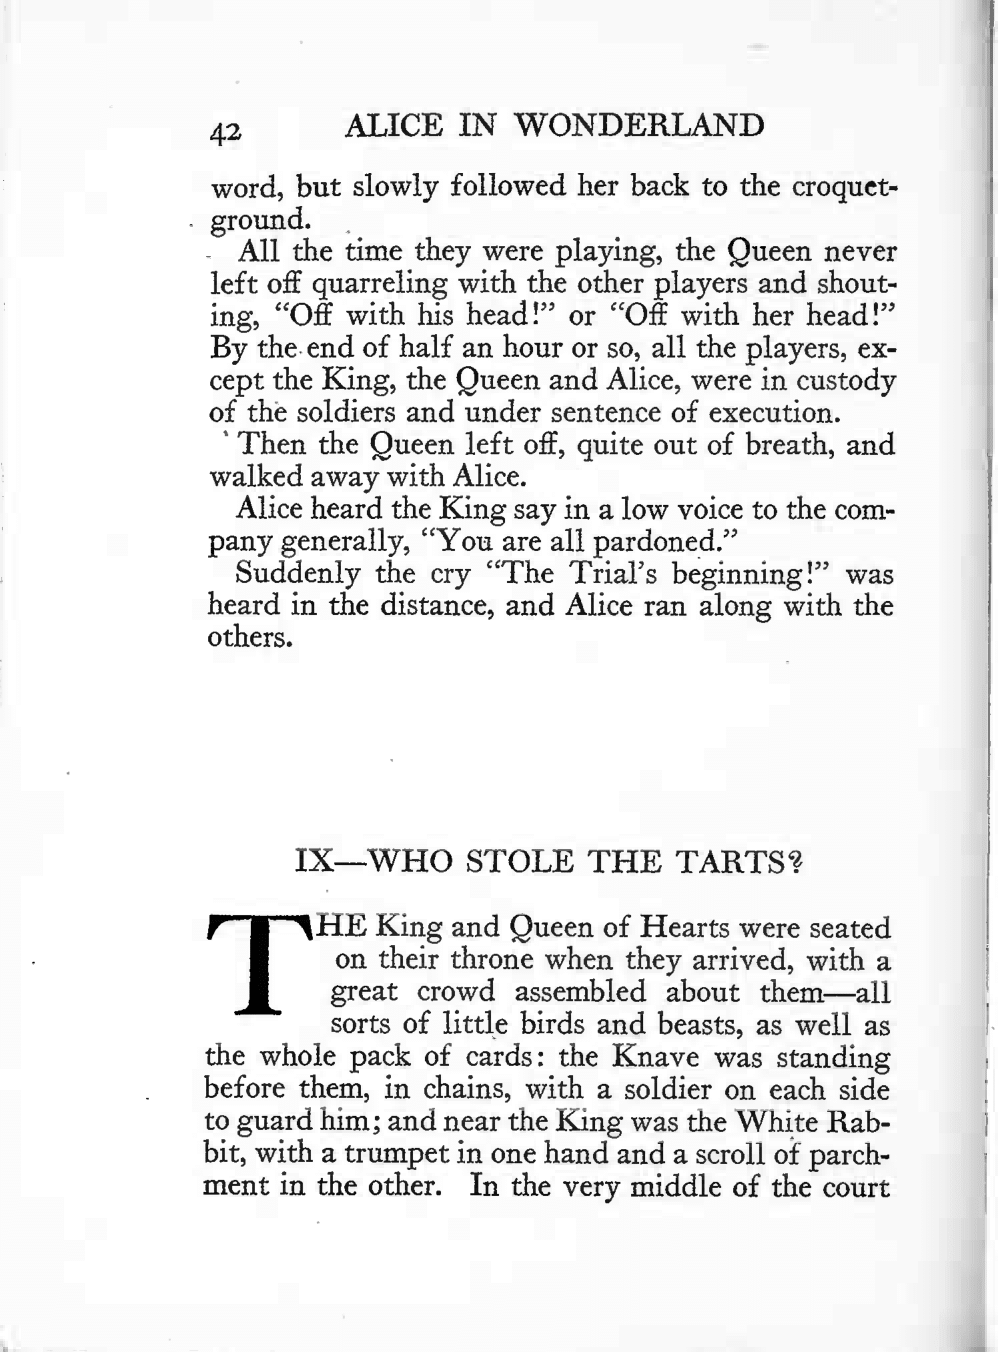 42 ALICE IN WONDERLAND
word, but slowly followed her back to the croquet-
ground.
All the time they were playing, the Queen never
left off quarreling with the other players and shout-
ing, “Off with his head!” or “Off with her head!”
By the end of half an hour or so, all the players, ex-
cept the King, the Queen and Alice, were in custody
of the soldiers and under sentence of execution.
Then the Queen left off, quite out of breath, and
walked away with Alice.
Alice heard the King say in a low voice to the com-
pany generally, “You are all pardoned.”
Suddenly the cry “The Trial’s beginning!” was
heard in the distance, and Alice ran along with the
others.
IX—WHO STOLE THE TARTS?
THE King and Queen of Hearts were seated
on their throne when they arrived, with a
great crowd assembled about them—all
sorts of little birds and beasts, as well as
the whole pack of cards: the Knave was standing
before them, in chains, with a soldier on each side
to guard him; and near the King was the White Rab-
bit, with a trumpet in one hand and a scroll of parch-
ment in the other. In the very middle of the court